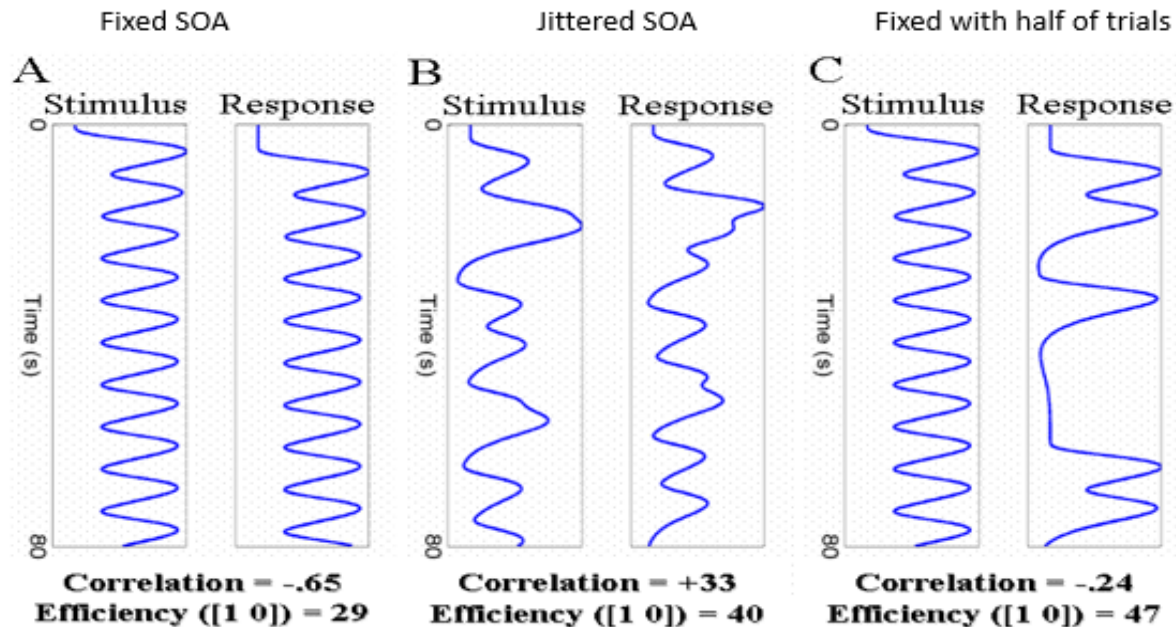 Fixed SOA
Jittered SOA
Fixed with half of trials
A
Stimulus Response
0
Time (s)
80
Correlation = -.65
Efficiency ([1 0]) = 29
B
Stimulus Response
0
Time (s)
80
Correlation = +33
Efficiency ([1 0]) = 40
C
Stimulus Response
0
Time (s)
80
Correlation = -.24
Efficiency ([1 0]) = 47